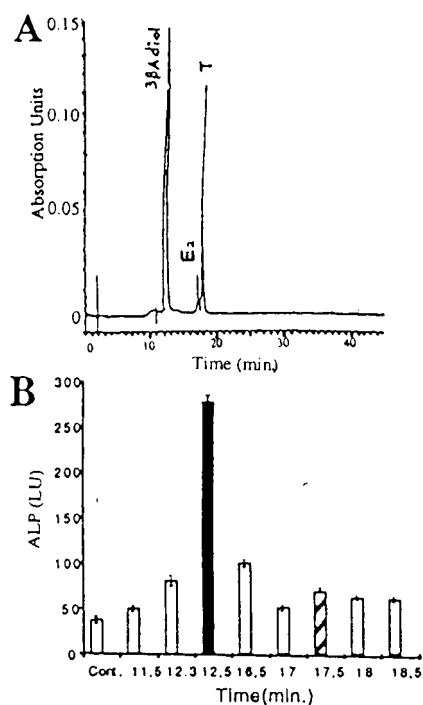 A
Absorption Units
0.15
0.10
0.05
0
3βAdiol
E2
T
0 10 20 30 40
Time (min.)
B
ALP (LU)
300
250
200
150
100
50
0
Cont. 11,5 12.3 12,5 16,5 17 17,5 18 18,5
Time(min.)